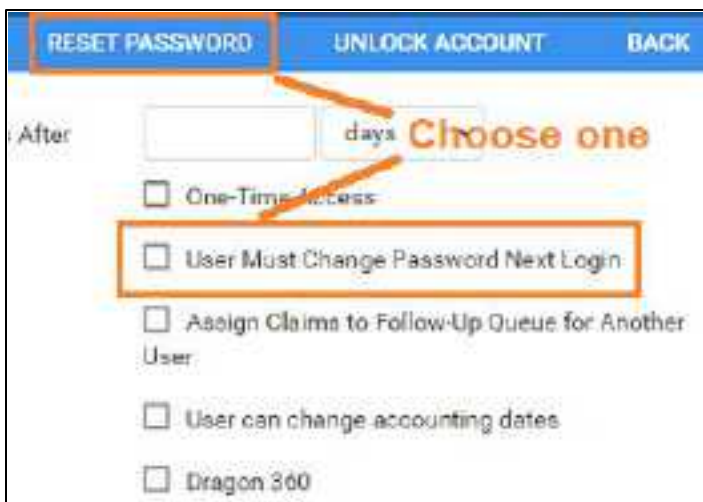 RESET PASSWORD UNLOCK ACCOUNT BACK
After days Choose one
One-Time Access
User Must Change Password Next Login
Assign Claims to Follow-Up Queue for Another
User
User can change accounting dates
Dragon 360